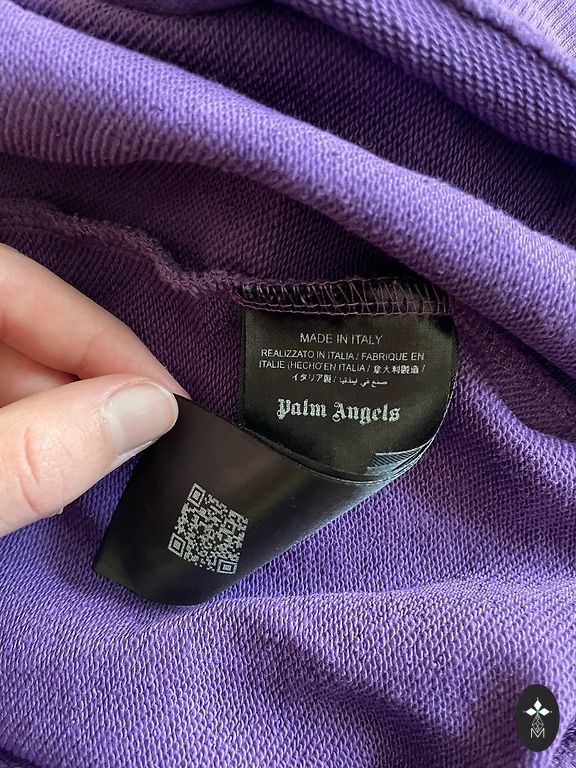 MADE IN ITALY
REALIZZATO IN ITALIA / FABRIQUE EN
ITALIE (HECHO EN ITALIA / 意大利製造 /
イタリア製 / صنع في إيطاليا
Palm Angels
M